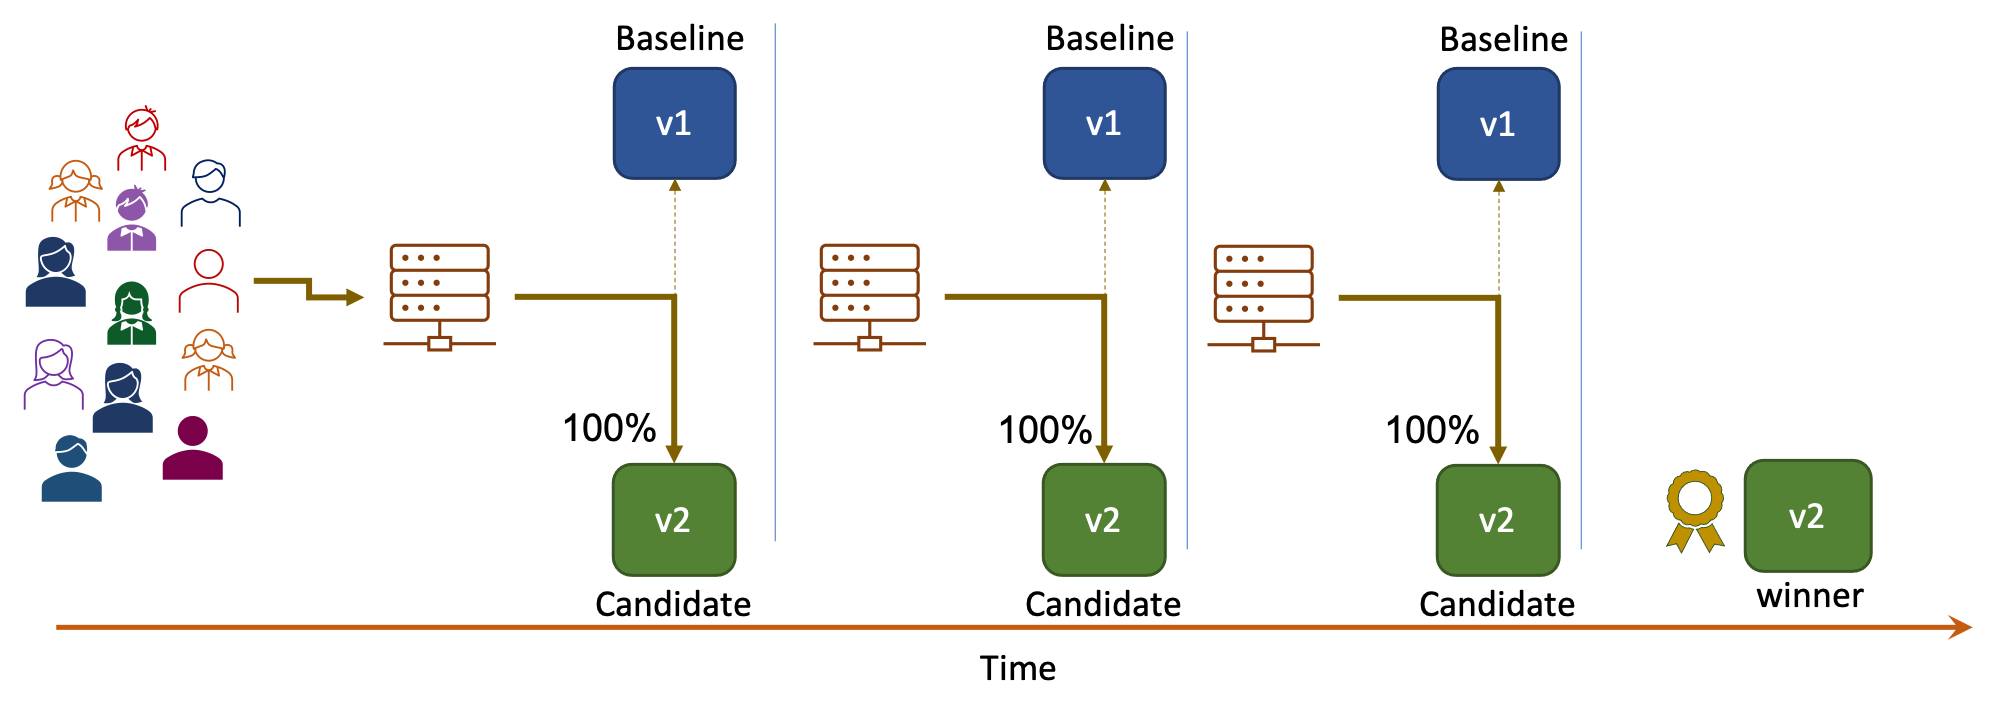 Baseline
v1
100%
v2
Candidate
Baseline
v1
100%
v2
Candidate
Baseline
v1
100%
v2
Candidate
v2
winner
Time